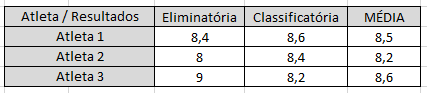 Atleta / Resultados Eliminatória Classificatória MÉDIA
Atleta 1 8,4 8,6 8,5
Atleta 2 8 8,4 8,2
Atleta 3 9 8,2 8,6